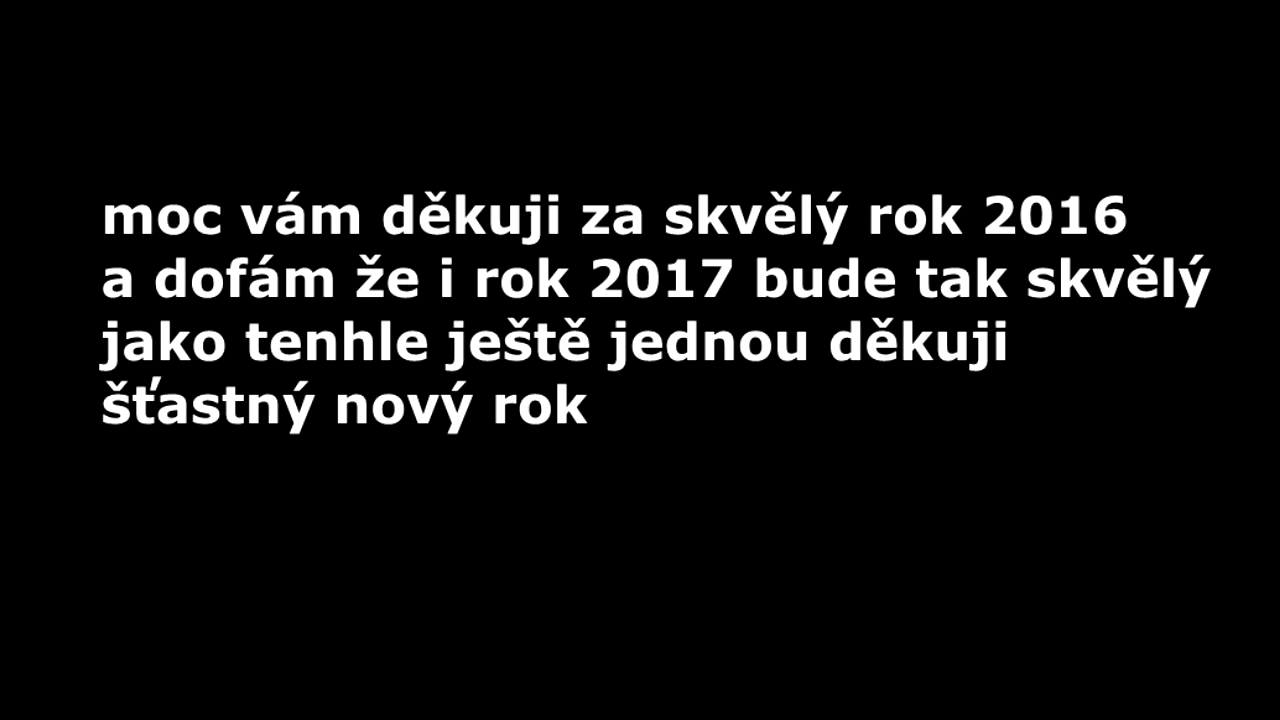 moc vám děkuji za skvělý rok 2016
a dofám že i rok 2017 bude tak skvělý
jako tenhle ještě jednou děkuji
šťastný nový rok